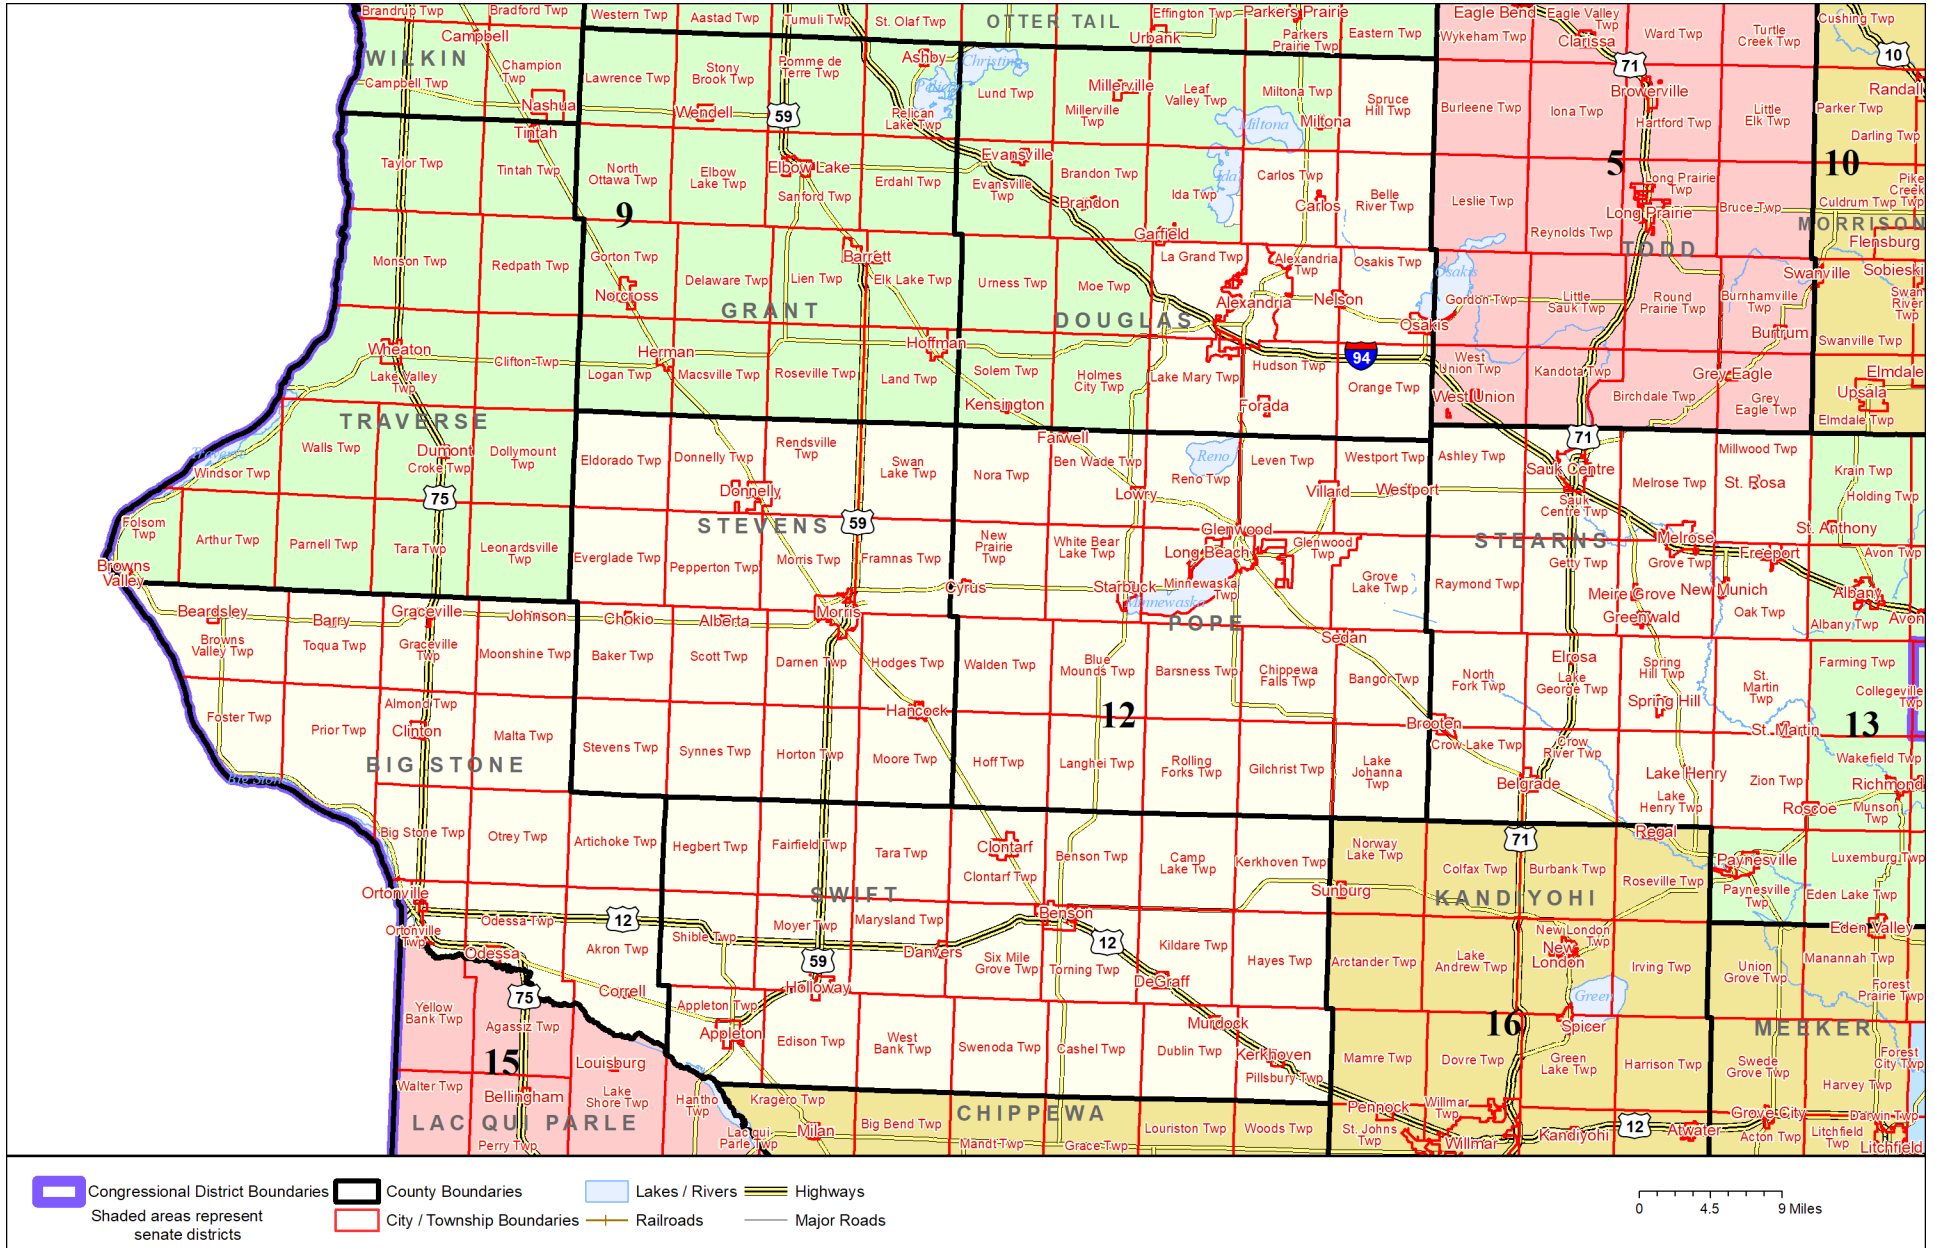 Brandrup Twp
Bradford Twp
Western Twp
Aastad Twp
Tumuli Twp
St. Olaf Twp
OTTER TAIL
Effington Twp
Parkers Prairie
Urbank
Parkers
Prairie Twp
Eastern Twp
Eagle Bend
Eagle Valley
Twp
Wykeham Twp
Clarissa
Ward Twp
Turtle
Creek Twp
Cushing Twp
Campbell
WILKIN
Campbell Twp
Champion
Twp
Nashua
Lawrence Twp
Stony
Brook Twp
Pomme de
Terre Twp
Ashby
Christina
Pelican
Lund Twp
Millerville
Millerville
Twp
Leaf
Valley Twp
Miltona Twp
Spruce
Hill Twp
Miltona
Miltona
71
10
Browerville
Burleene Twp
Iona Twp
Hartford Twp
Little
Elk Twp
Randall
Parker Twp
Darling Twp
Wendell
59
Pelican
Lake Twp
Tintah
Taylor Twp
Tintah Twp
North
Ottawa Twp
Elbow
Lake Twp
Elbow Lake
Sanford Twp
Erdahl Twp
Evansville
Evansville
Twp
Brandon Twp
Brandon
Ida Twp
Ida
Carlos Twp
Carlos
Belle
River Twp
Leslie Twp
5
Long Prairie
Twp
Long Prairie
Bruce Twp
10
Pike
Creek
Twp
Culdrum Twp
MORRISON
Flensburg
9
Garfield
Reynolds Twp
TODD
Monson Twp
Redpath Twp
Gorton Twp
Norcross
Delaware Twp
Lien Twp
Barrett
Elk Lake Twp
Urness Twp
Moe Twp
La Grand Twp
Alexandria
Twp
Osakis Twp
Osakis
Alexandria
Nelson
Osakis
Gordon Twp
Little
Sauk Twp
Round
Prairie Twp
Burnhamville
Twp
Swanville
Sobieski
Swan
River
Twp
GRANT
DOUGLAS
Burtrum
Swanville Twp
Wheaton
Lake Valley
Twp
Clifton Twp
Herman
Logan Twp
Macsville Twp
Roseville Twp
Hoffman
Land Twp
Solem Twp
Kensington
Holmes
City Twp
Lake Mary Twp
Hudson Twp
94
Orange Twp
Forada
West
Union Twp
West Union
Kandota Twp
Grey Eagle
Birchdale Twp
Grey
Eagle Twp
Elmdale
Upsala
Elmdale Twp
TRAVERSE
Traverse
Windsor Twp
Walls Twp
Dumont
Croke Twp
Dollymount
Twp
75
Eldorado Twp
Donnelly Twp
Rendsville
Twp
Swan
Lake Twp
Donnelly
STEVENS
59
Nora Twp
Farwell
Ben Wade Twp
Lowry
Reno
Reno Twp
Leven Twp
Westport Twp
Villard
Westport
Ashley Twp
71
Sauk Centre
Sauk
Centre Twp
Melrose Twp
Millwood Twp
St. Rosa
Krain Twp
Holding Twp
St. Anthony
Folsom
Twp
Browns
Valley
Arthur Twp
Parnell Twp
Tara Twp
Leonardsville
Twp
Everglade Twp
Pepperton Twp
Morris Twp
Framnas Twp
New
Prairie
Twp
White Bear
Lake Twp
Glenwood
Long Beach
Glenwood
Twp
Minnewaska
Twp
Minnewaska
Starbuck
Grove
Lake Twp
STEARNS
Raymond Twp
Getty Twp
Melrose
Grove Twp
Freeport
Avon Twp
Meire Grove
New Munich
Albany
Greenwald
Oak Twp
Albany Twp
Avon
Beardsley
Browns
Valley Twp
Barry
Toqua Twp
Graceville
Graceville
Twp
Johnson
Moonshine Twp
Chokio
Baker Twp
Alberta
Scott Twp
Morris
Darnen Twp
Cyrus
Hodges Twp
Walden Twp
Blue
Mounds Twp
POPE
Barsness Twp
Chippewa
Falls Twp
Sedan
Bangor Twp
North
Fork Twp
Elrosa
Lake
George Twp
Spring
Hill Twp
Spring Hill
St.
Martin
Twp
Farming Twp
Collegeville
Twp
13
Foster Twp
Prior Twp
Almond Twp
Clinton
Malta Twp
Stevens Twp
Synnes Twp
Horton Twp
Hancock
Moore Twp
Hoff Twp
12
Langhei Twp
Rolling
Forks Twp
Gilchrist Twp
Lake
Johanna
Twp
Brooten
Crow Lake Twp
Crow
River Twp
Belgrade
Lake Henry
Lake
Henry Twp
St. Martin
Zion Twp
Roscoe
Wakefield Twp
Richmond
Munson
Twp
BIG STONE
Big Stone
Big Stone Twp
Otrey Twp
Artichoke Twp
Hegbert Twp
Fairfield Twp
Tara Twp
Clontarf
Clontarf Twp
Benson Twp
Camp
Lake Twp
Kerkhoven Twp
Norway
Lake Twp
71
Colfax Twp
Burbank Twp
Regal
Roseville Twp
Paynesville
Paynesville
Twp
Luxemburg Twp
Eden Lake Twp
Ortonville
Ortonville
Twp
12
Odessa Twp
Akron Twp
SWIFT
Shible Twp
Moyer Twp
Marysland Twp
Benson
Sunburg
KANDIYOHI
Odessa
59
Danvers
Six Mile
Grove Twp
Torning Twp
12
Kildare Twp
DeGraff
Hayes Twp
Arctander Twp
Lake
Andrew Twp
New London
Twp
New
London
Irving Twp
Union
Grove Twp
Eden Valley
Manannah Twp
Forest
Prairie Twp
Yellow
Bank Twp
75
Agassiz Twp
Correll
Appleton Twp
Holloway
Appleton
Edison Twp
West
Bank Twp
Swenoda Twp
Cashel Twp
Murdock
Dublin Twp
Kerkhoven
Pillsbury Twp
16
Green
Spicer
MEEKER
15
Louisburg
Mamre Twp
Dovre Twp
Green
Lake Twp
Harrison Twp
Swede
Grove Twp
Forest
City Twp
Harvey Twp
Walter Twp
Bellingham
Lake
Shore Twp
LAC QUI PARLE
Perry Twp
Hantho
Twp
Lac qui
Parle Twp
Kragero Twp
Milan
Big Bend Twp
CHIPPEWA
Mandt Twp
Grace Twp
Louriston Twp
Woods Twp
Pennock
St. Johns
Twp
Willmar
Twp
Willmar
Kandiyohi
12
Atwater
Grove City
Acton Twp
Darwin Twp
Litchfield
Twp
Litchfield
Congressional District Boundaries
Shaded areas represent
senate districts
County Boundaries
City / Township Boundaries
Lakes / Rivers
Railroads
Highways
Major Roads
0 4.5 9 Miles